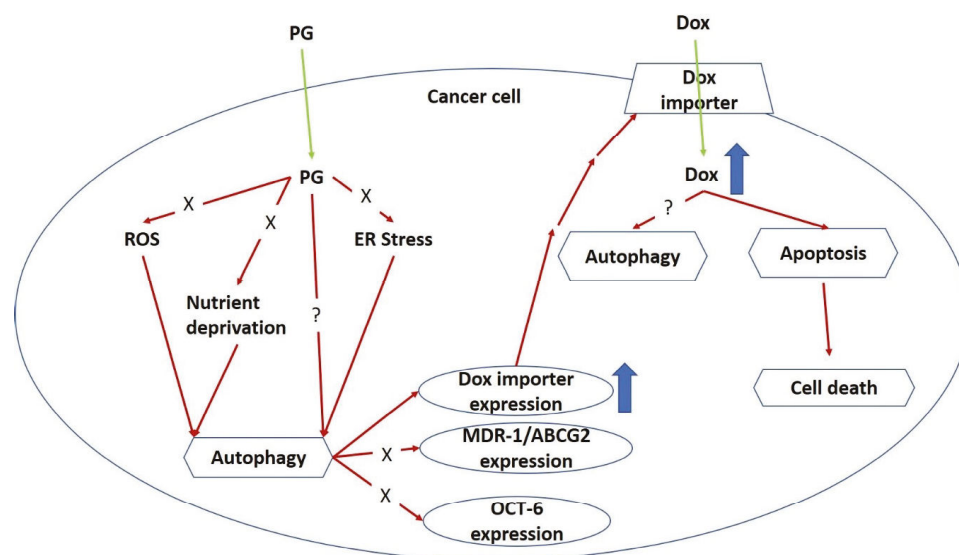 PG
Dox
Cancer cell
Dox
importer
PG
Dox
X
X
X
?
ROS
ER Stress
Autophagy
Apoptosis
Nutrient
deprivation
?
Dox importer
expression
Cell death
MDR-1/ABCG2
expression
Autophagy
X
X
OCT-6
expression